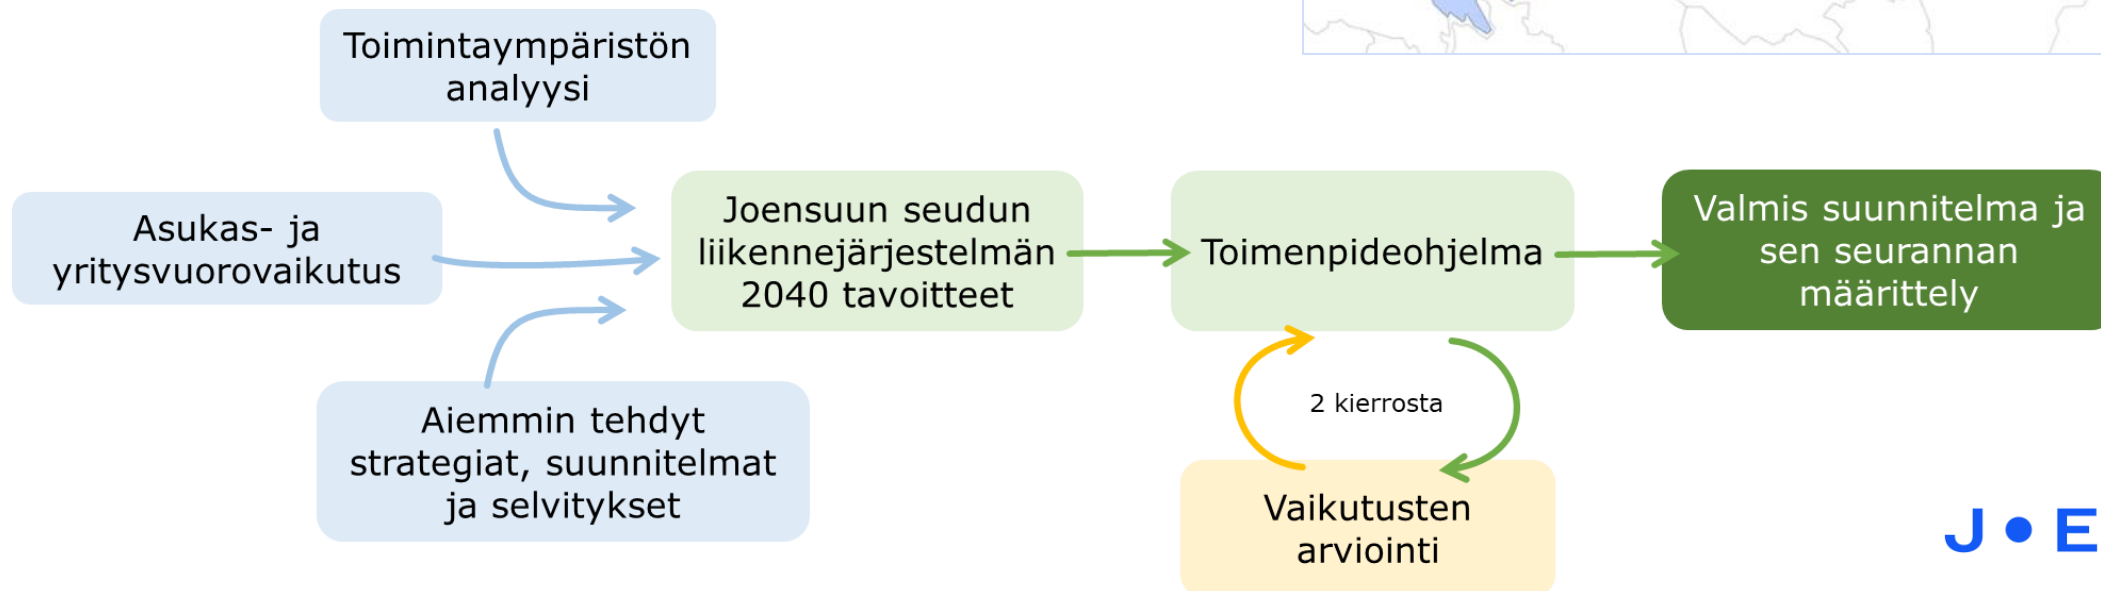 Toimintaympäristön
analyysi
Asukas- ja
yritysvuorovaikutus
Aiemmin tehdyt
strategiat, suunnitelmat
ja selvitykset
Joensuun seudun
liikennejärjestelmän
2040 tavoitteet
Toimenpideohjelma
2 kierrosta
Vaikutusten
arviointi
Valmis suunnitelma ja
sen seurannan
määrittely
J•E